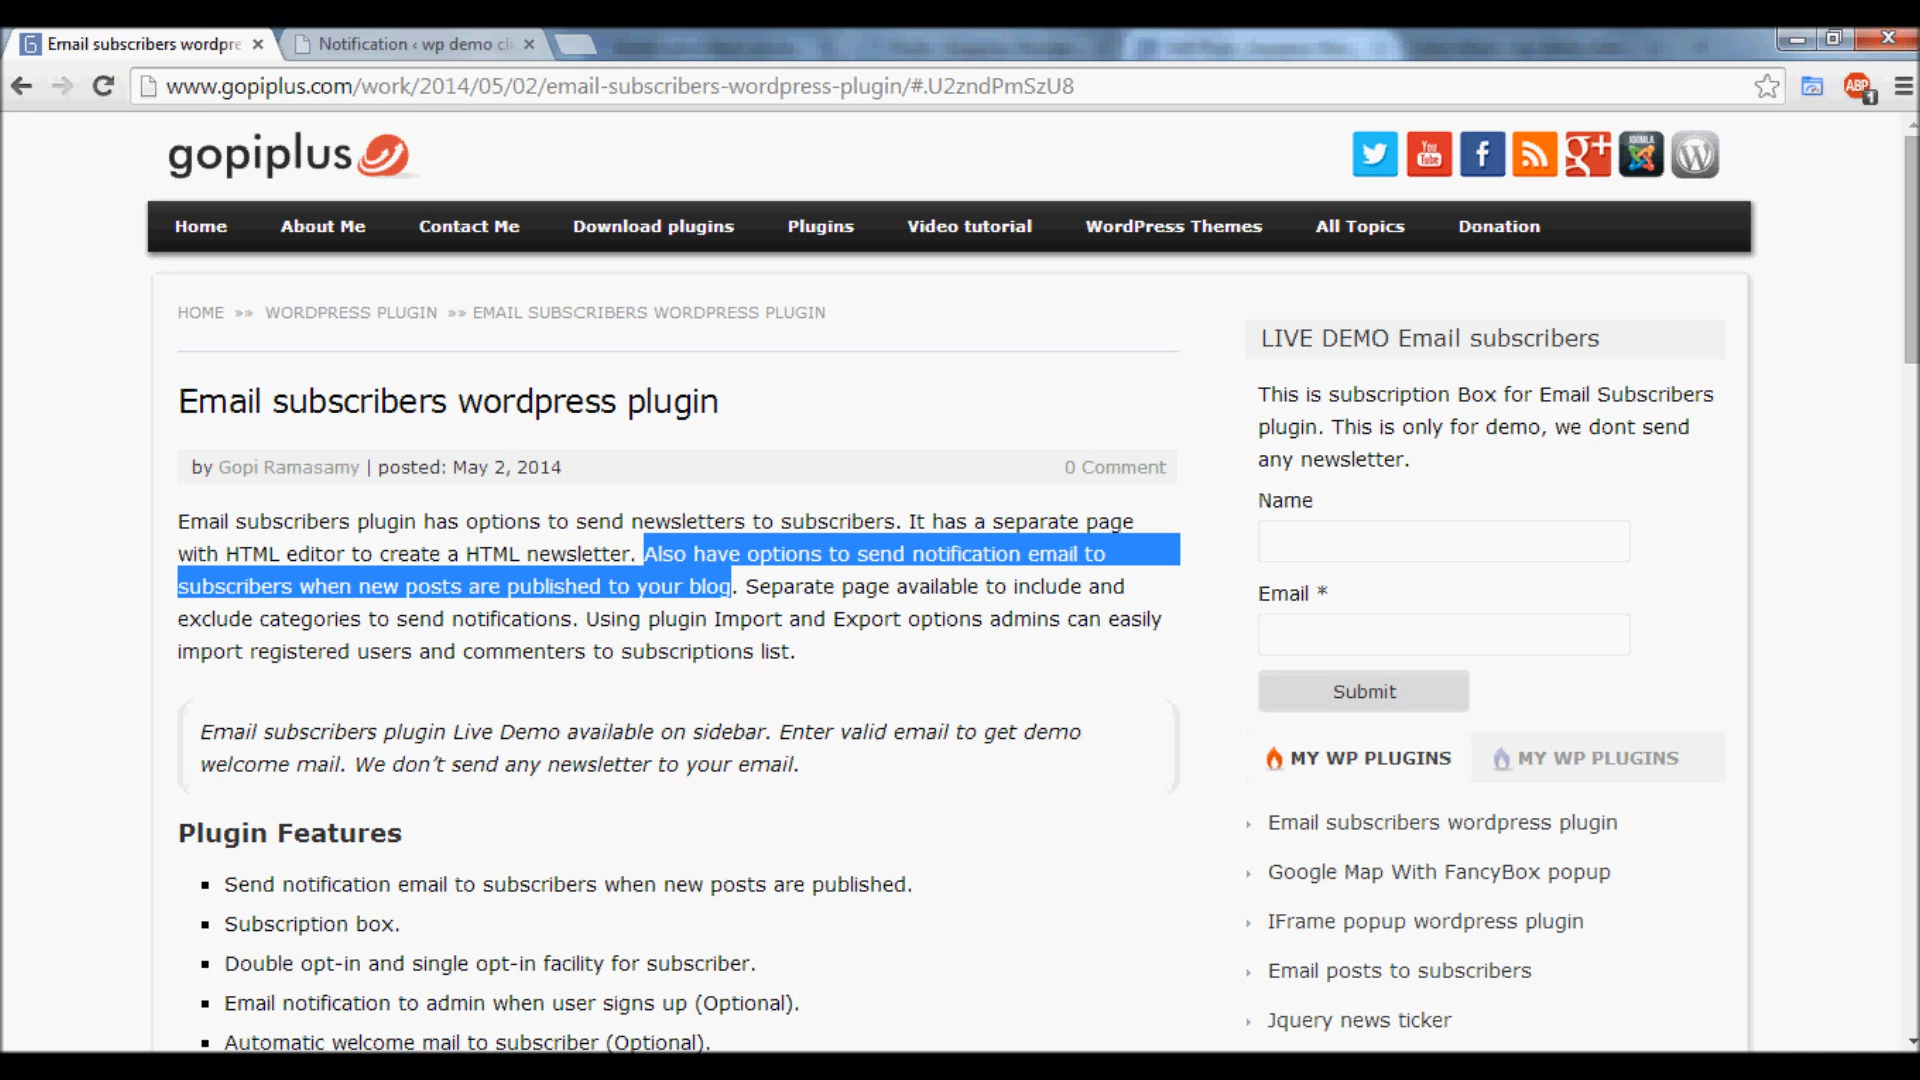 Email subscribers wordpre
Notification ‹ wp demo cli
www.gopiplus.com/work/2014/05/02/email-subscribers-wordpress-plugin/#.U2zndPmSzU8
ABP
1
gopiplus
You
Tube
f
g+
JOOMLA
W
Home
About Me
Contact Me
Download plugins
Plugins
Video tutorial
WordPress Themes
All Topics
Donation
HOME »» WORDPRESS PLUGIN »» EMAIL SUBSCRIBERS WORDPRESS PLUGIN
Email subscribers wordpress plugin
by Gopi Ramasamy | posted: May 2, 2014
0 Comment
Email subscribers plugin has options to send newsletters to subscribers. It has a separate page
with HTML editor to create a HTML newsletter. Also have options to send notification email to
subscribers when new posts are published to your blog. Separate page available to include and
exclude categories to send notifications. Using plugin Import and Export options admins can easily
import registered users and commenters to subscriptions list.
Email subscribers plugin Live Demo available on sidebar. Enter valid email to get demo
welcome mail. We don’t send any newsletter to your email.
Plugin Features
Send notification email to subscribers when new posts are published.
Subscription box.
Double opt-in and single opt-in facility for subscriber.
Email notification to admin when user signs up (Optional).
Automatic welcome mail to subscriber (Optional).
LIVE DEMO Email subscribers
This is subscription Box for Email Subscribers
plugin. This is only for demo, we dont send
any newsletter.
Name
Email *
Submit
MY WP PLUGINS
MY WP PLUGINS
Email subscribers wordpress plugin
Google Map With FancyBox popup
IFrame popup wordpress plugin
Email posts to subscribers
Jquery news ticker